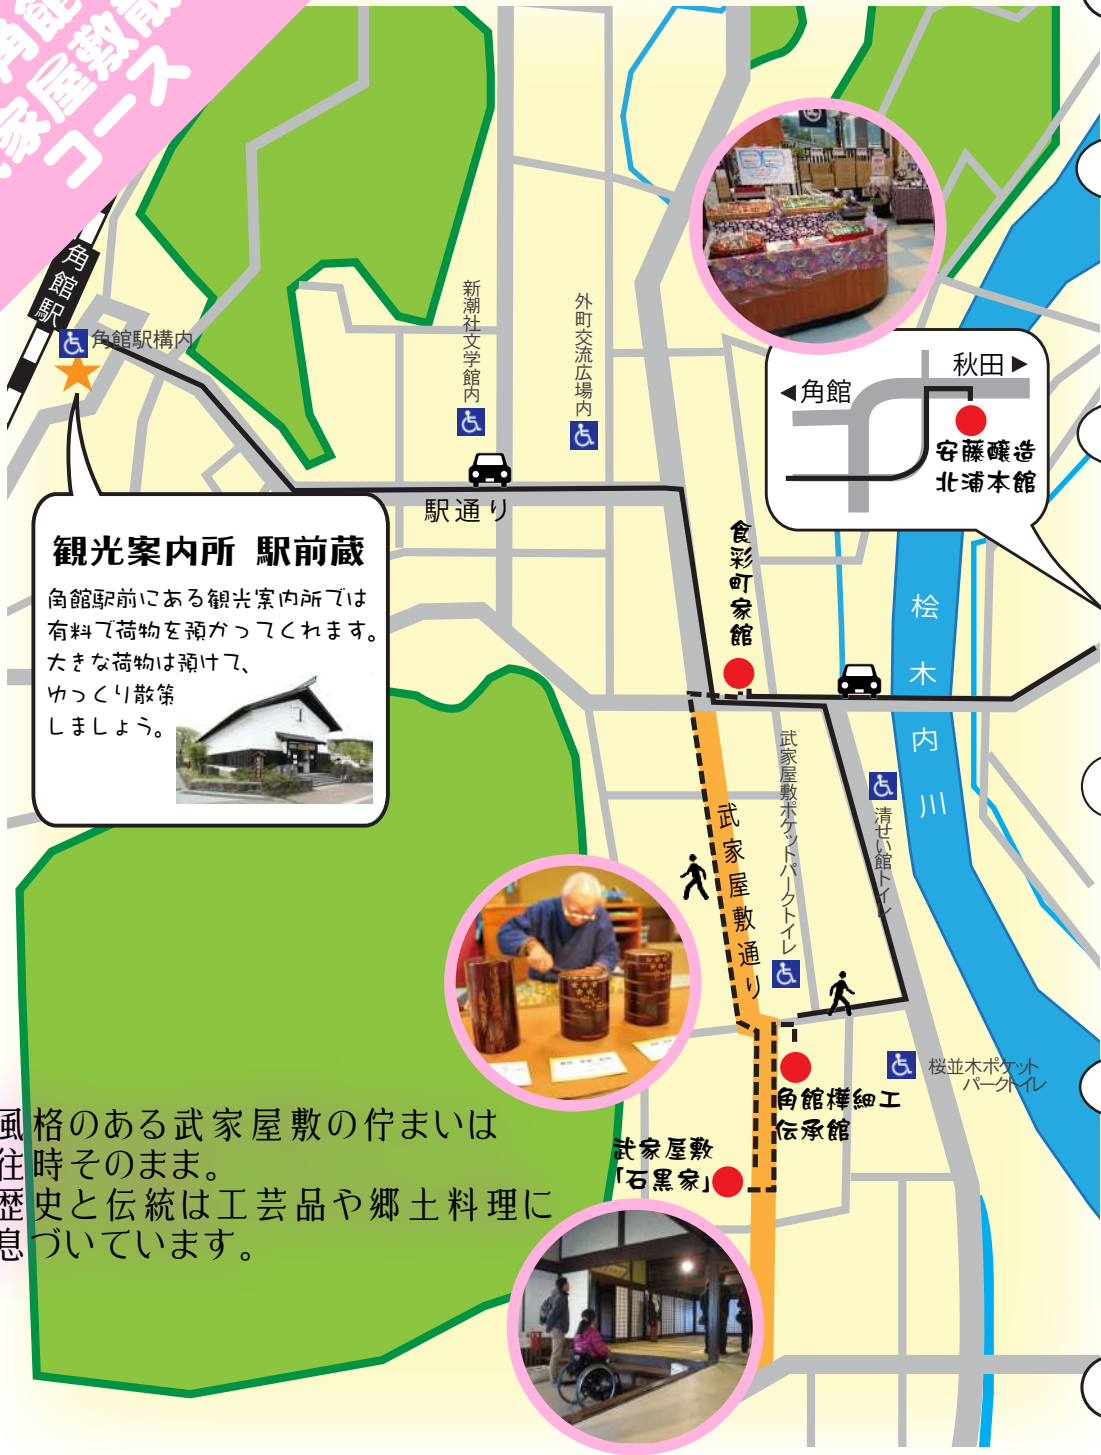 角館
家屋敷散
コース
角館駅
角館駅構内
新潮社文学館内
外町交流広場内
秋田▶
◀角館
安藤醸造
北浦本館
駅通り
観光案内所 駅前蔵
角館駅前にある観光案内所では
有料で荷物を預かってくれます。
大きな荷物は預けて、
ゆっくり散策
しましょう。
食彩町家館
桧木内川
武家屋敷ポケットパークトイレ
清せい館トイレ
武家屋敷通り
桜並木ポケット
パークトイレ
角館樺細工
伝承館
武家屋敷
「石黒家」
風格のある武家屋敷の佇まいは
往時そのまま。
歴史と伝統は工芸品や郷土料理に
息づいています。